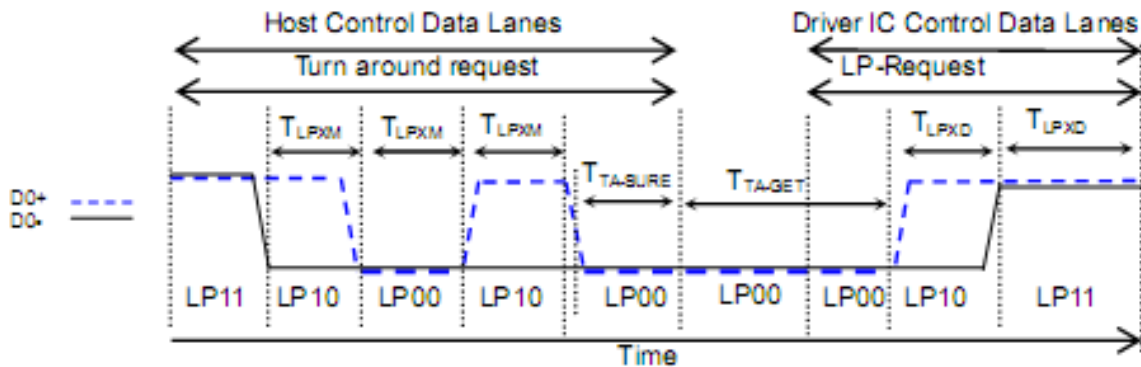 Host Control Data Lanes
Driver IC Control Data Lanes
Turn around request
LP-Request
TLPXM
TLPXM
TLPXM
TLPXD
TLPXD
TTA-SURE
TTA-GET
D0+
D0-
LP11
LP10
LP00
LP10
LP00
LP00
LP00
LP10
LP11
Time